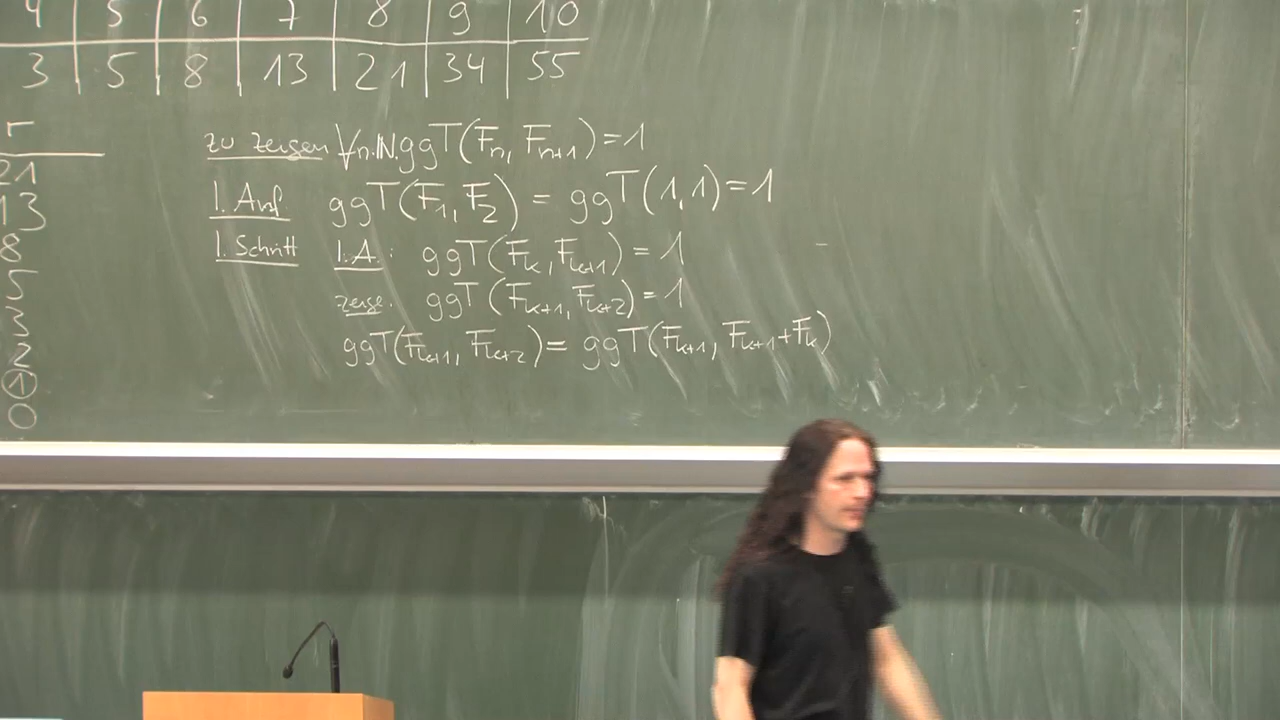 4 5 6 7 8 9 10
3 5 8 13 21 34 55
r
21
13
8
5
3
2
1
0
zu zeigen ∀n:ℕ. ggT(Fn, Fn+1) = 1
I. Anf ggT(F1, F2) = ggT(1,1) = 1
I. Schritt I.A.: ggT(Fk, Fk+1) = 1
zeige: ggT(Fk+1, Fk+2) = 1
ggT(Fk+1, Fk+2) = ggT(Fk+1, Fk+1+Fk)